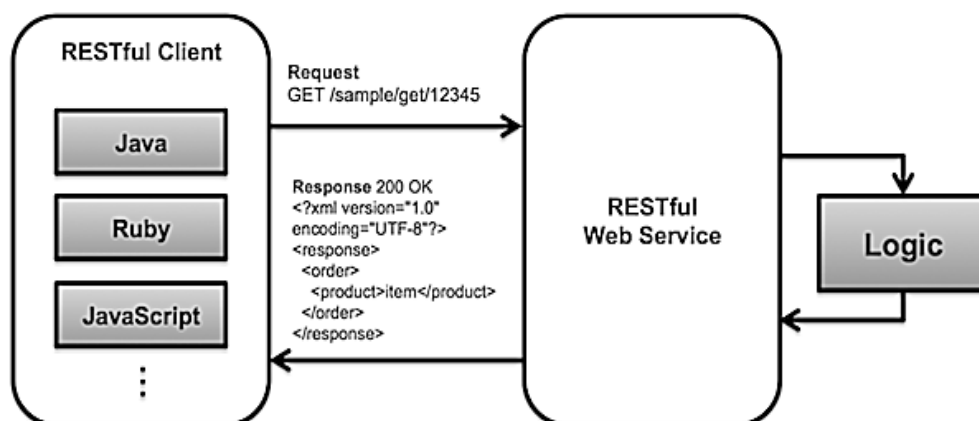 RESTful Client
Java
Ruby
JavaScript
Request
GET /sample/get/12345
Response 200 OK
<?xml version="1.0"
encoding="UTF-8"?>
<response>
<order>
<product>item</product>
</order>
</response>
RESTful
Web Service
Logic